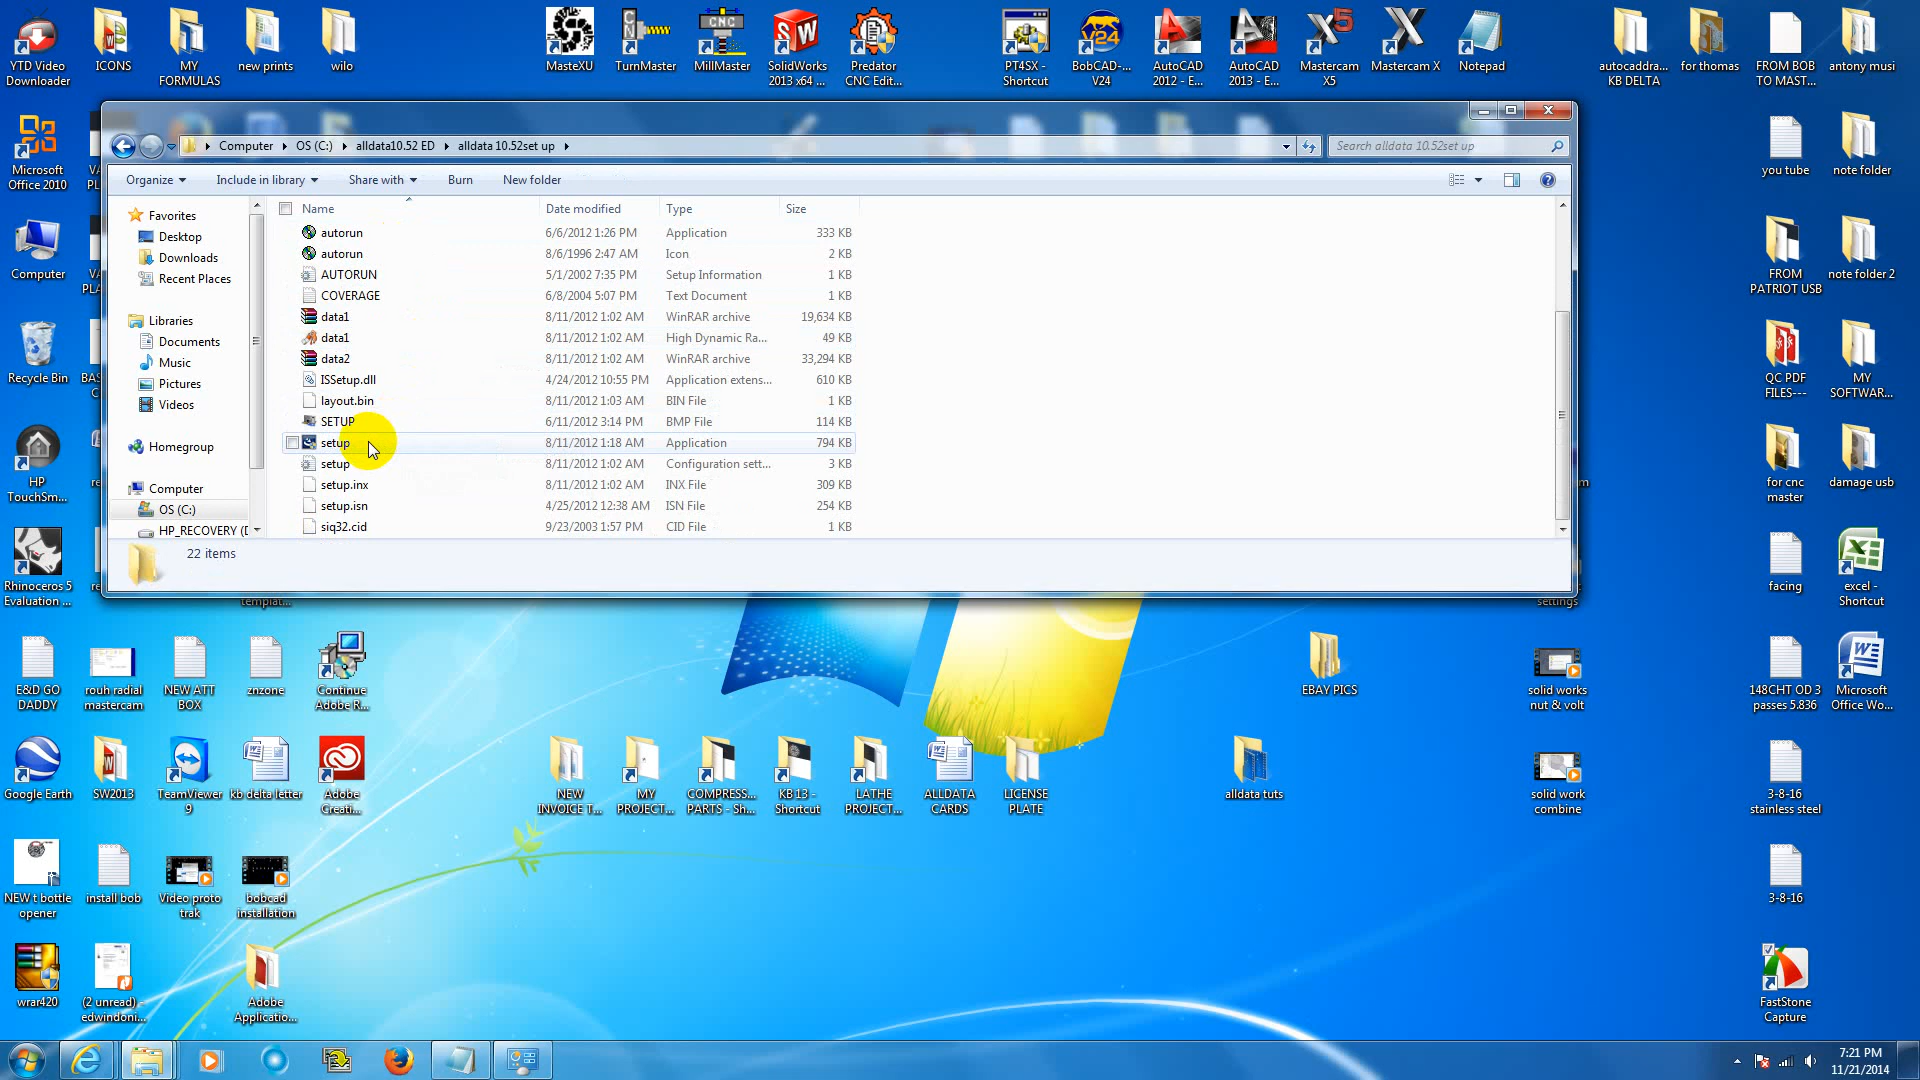 YTD Video
Downloader
ICONS
MY
FORMULAS
new prints
wilo
MasteXU
TurnMaster
MillMaster
SolidWorks
2013 x64 ...
Predator
CNC Edit...
PT4SX -
Shortcut
BobCAD-...
V24
AutoCAD
2012 - E...
AutoCAD
2013 - E...
Mastercam
X5
Mastercam X
Notepad
autocaddra...
KB DELTA
for thomas
FROM BOB
TO MAST...
antony musi
Computer
OS (C:)
alldata10.52 ED
alldata 10.52set up
Search alldata 10.52set up
Organize
Include in library
Share with
Burn
New folder
Name
Date modified
Type
Size
Favorites
Desktop
Downloads
Recent Places
Libraries
Documents
Music
Pictures
Videos
Homegroup
Computer
OS (C:)
HP_RECOVERY (D
autorun 6/6/2012 1:26 PM Application 333 KB
autorun 8/6/1996 2:47 AM Icon 2 KB
AUTORUN 5/1/2002 7:35 PM Setup Information 1 KB
COVERAGE 6/8/2004 5:07 PM Text Document 1 KB
data1 8/11/2012 1:02 AM WinRAR archive 19,634 KB
data1 8/11/2012 1:02 AM High Dynamic Ra... 49 KB
data2 8/11/2012 1:02 AM WinRAR archive 33,294 KB
ISSetup.dll 4/24/2012 10:55 PM Application extens... 610 KB
layout.bin 8/11/2012 1:03 AM BIN File 1 KB
SETUP 6/11/2012 3:14 PM BMP File 114 KB
setup 8/11/2012 1:18 AM Application 794 KB
setup 8/11/2012 1:02 AM Configuration sett... 3 KB
setup.inx 8/11/2012 1:02 AM INX File 309 KB
setup.isn 4/25/2012 12:38 AM ISN File 254 KB
siq32.cid 9/23/2003 1:57 PM CID File 1 KB
22 items
Microsoft
Office 2010
Computer
Recycle Bin
HP
TouchSm...
Rhinoceros 5
Evaluation ...
templat...
settings
you tube
note folder
FROM
PATRIOT USB
note folder 2
QC PDF
FILES---
MY
SOFTWAR...
for cnc
master
damage usb
facing
excel -
Shortcut
E&D GO
DADDY
rouh radial
mastercam
NEW ATT
BOX
znzone
Continue
Adobe R...
EBAY PICS
solid works
nut & volt
148CHT OD 3
passes 5.836
Microsoft
Office Wo...
Google Earth
SW2013
TeamViewer
9
kb delta letter
Adobe
Creati...
NEW
INVOICE T...
MY
PROJECT...
COMPRESS...
PARTS - Sh...
KB 13 -
Shortcut
LATHE
PROJECT...
ALLDATA
CARDS
LICENSE
PLATE
alldata tuts
solid work
combine
3-8-16
stainless steel
NEW t bottle
opener
install bob
Video proto
trak
bobcad
installation
3-8-16
wrar420
(2 unread) -
edwindoni...
Adobe
Applicatio...
FastStone
Capture
7:21 PM
11/21/2014